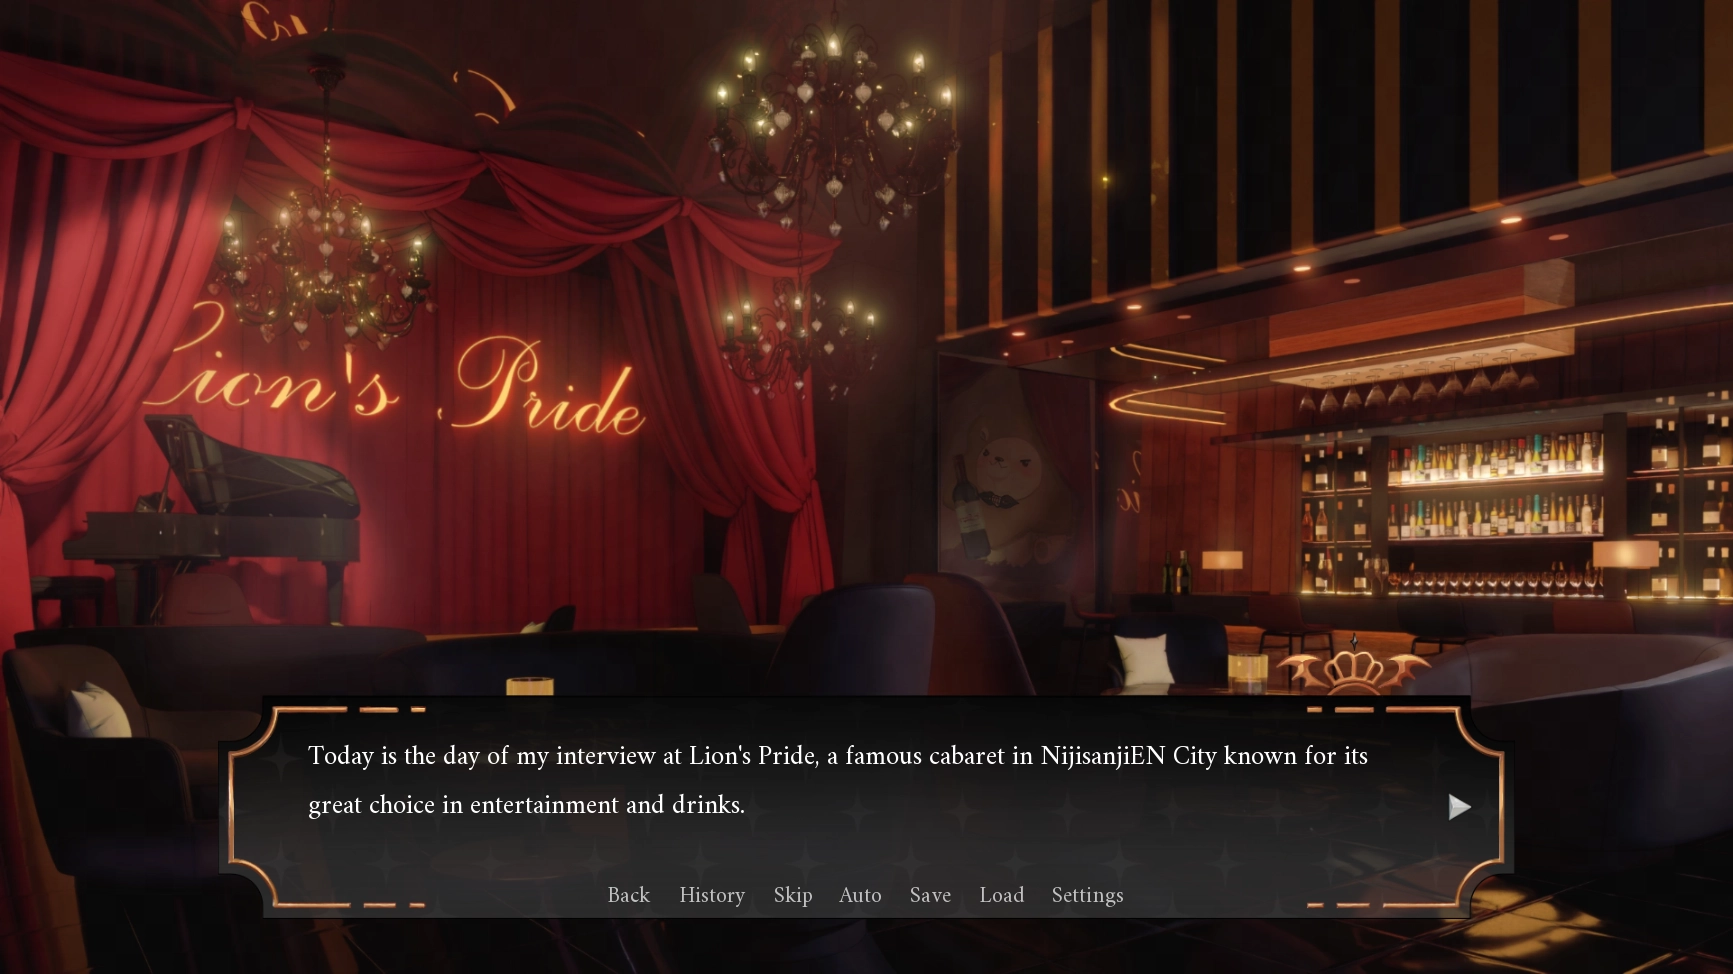 Lion's Pride
Today is the day of my interview at Lion's Pride, a famous cabaret in NijisanjiEN City known for its
great choice in entertainment and drinks.
Back History Skip Auto Save Load Settings